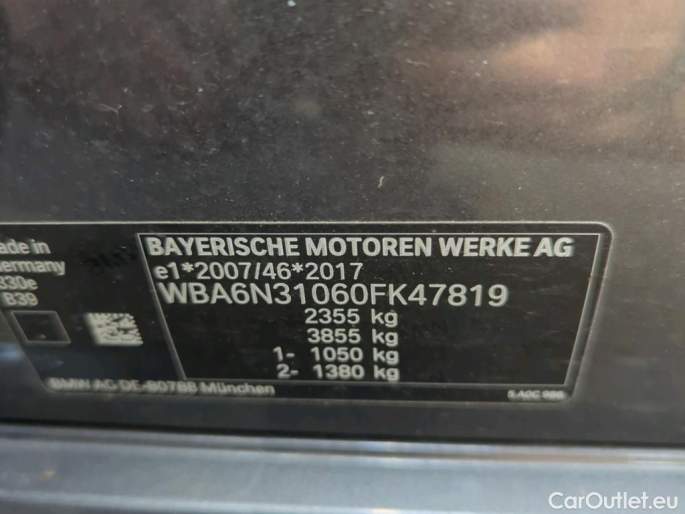 BAYERISCHE MOTOREN WERKE AG
e1*2007/46*2017
WBA6N31060FK47819
2355 kg
3855 kg
1- 1050 kg
2- 1380 kg
ade in
ermany
330e
B39
BMW AG DE-80788 München
CarOutlet.eu